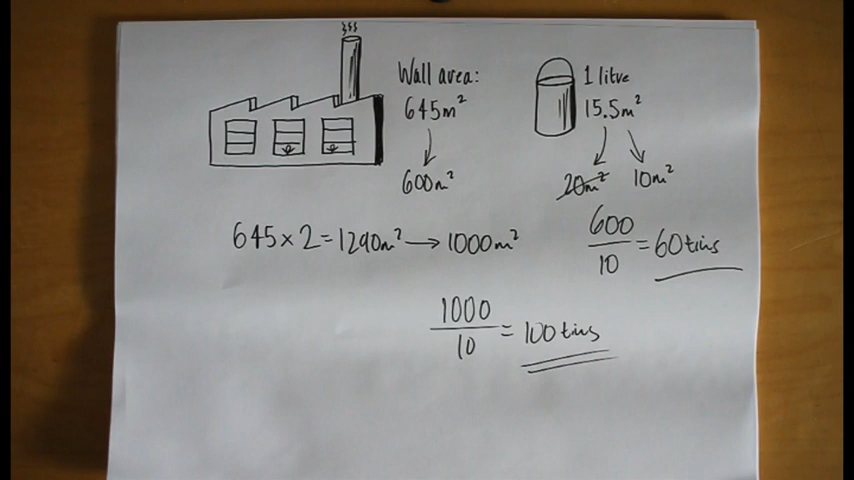 Wall area:
645m²
600m²
1 litre
15.5m²
20m²
10m²
645 × 2 = 1290m² → 1000m²
600
10
= 60 tins
1000
10
= 100 tins